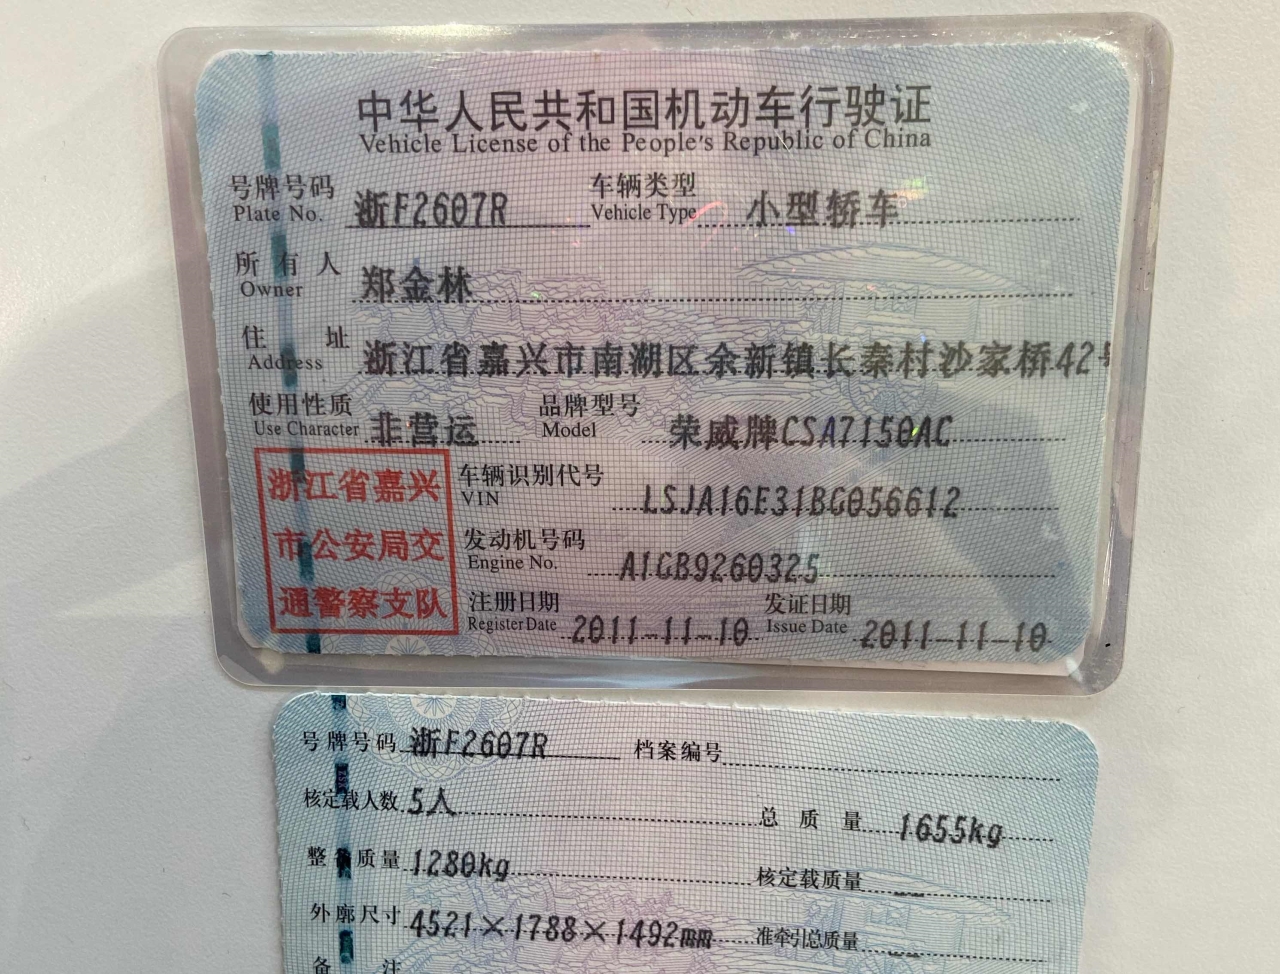 中华人民共和国机动车行驶证
Vehicle License of the People's Republic of China
号牌号码 浙F2607R 车辆类型 小型轿车
Plate No. Vehicle Type
所有人 郑金林
Owner
住址 浙江省嘉兴市南湖区余新镇长秦村沙家桥42号
Address
使用性质 非营运 品牌型号 荣威牌CSA7150AC
Use Character Model
浙江省嘉兴
市公安局交
通警察支队
车辆识别代号 LSJA16E31BG056612
VIN
发动机号码 A1GB9260325
Engine No.
注册日期 2011-11-10 发证日期 2011-11-10
Register Date Issue Date
号牌号码 浙F2607R 档案编号
核定载人数 5人 总质量 1655kg
整备质量 1280kg 核定载质量 --
外廓尺寸 4521×1788×1492mm 准牵引总质量 --
备注